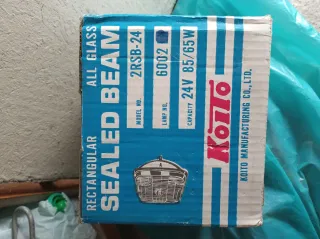 RECTANGULAR ALL GLASS
SEALED BEAM
MODEL NO. 2RSB-24
LAMP NO. 6002
CAPACITY 24V 85/65W
KOITO
KOITO MANUFACTURING CO., LTD.